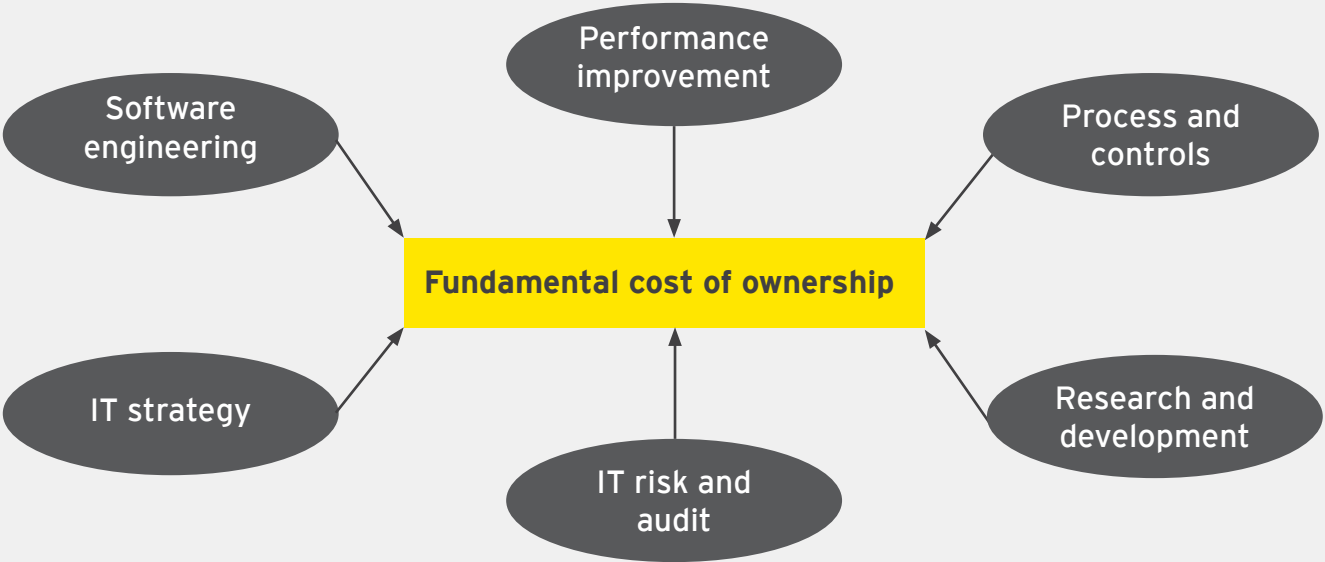 Performance
improvement
Software
engineering
Process and
controls
Fundamental cost of ownership
IT strategy
Research and
development
IT risk and
audit